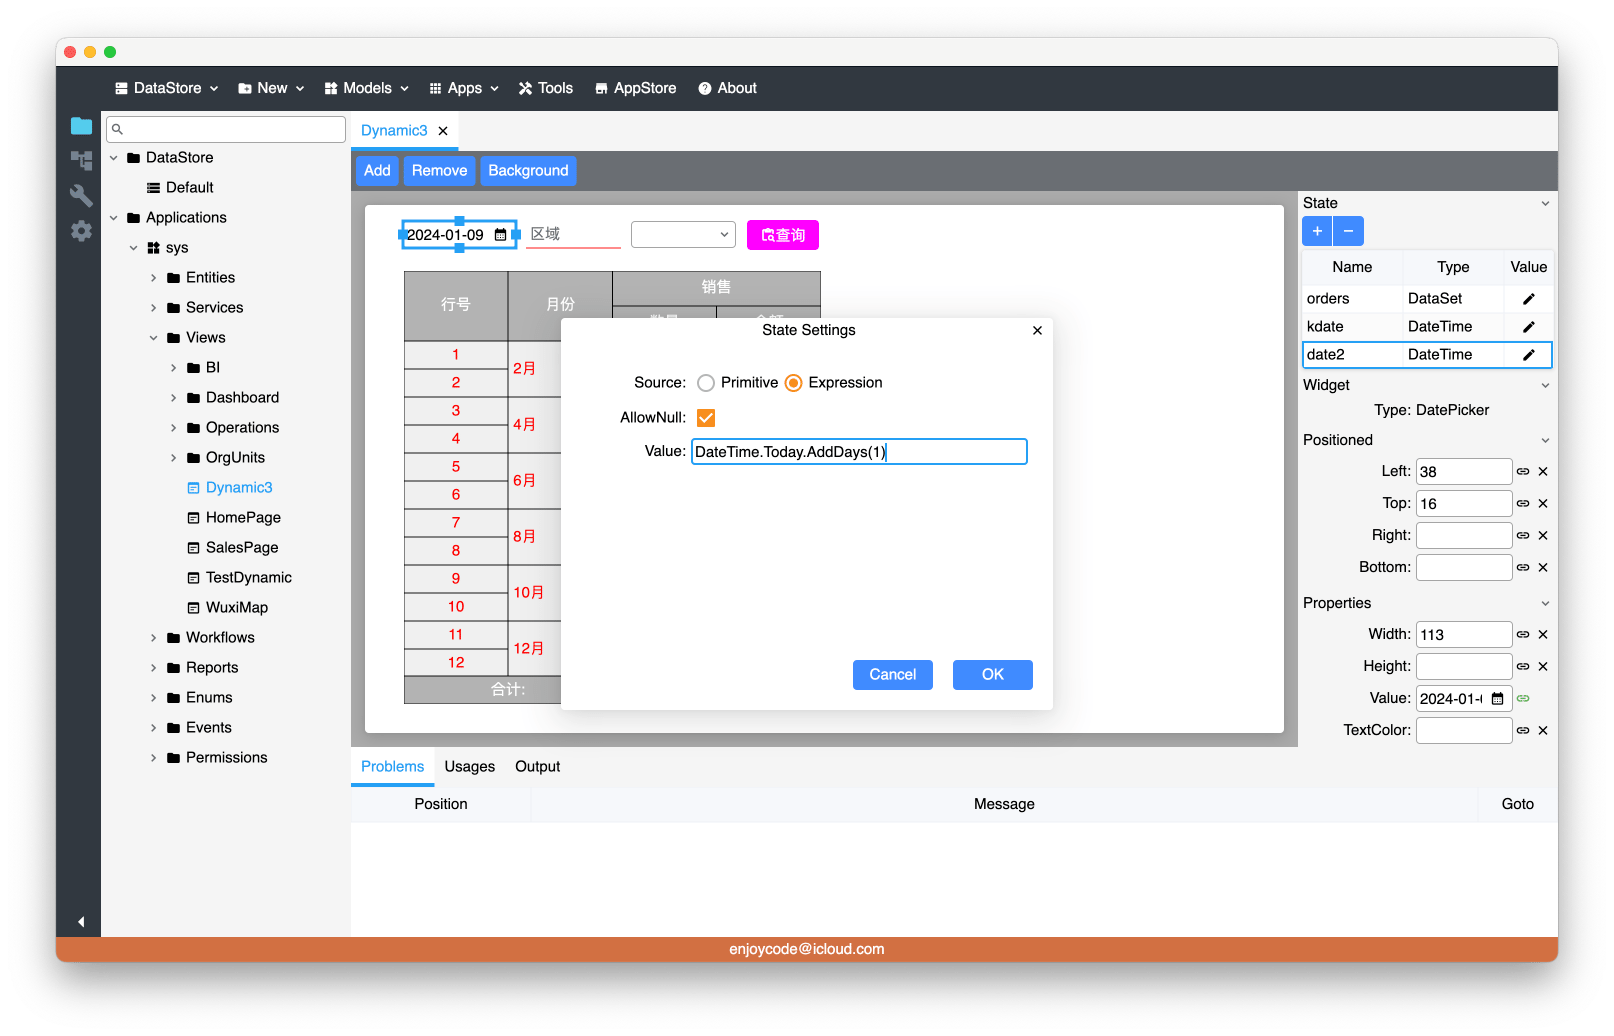 DataStore
New
Models
Apps
Tools
AppStore
About
DataStore
Default
Applications
sys
Entities
Services
Views
BI
Dashboard
Operations
OrgUnits
Dynamic3
HomePage
SalesPage
TestDynamic
WuxiMap
Workflows
Reports
Enums
Events
Permissions
Dynamic3
Add
Remove
Background
2024-01-09
区域
查询
行号
月份
销售
数量
金额
1
2月
2
3
4月
4
5
6月
6
7
8月
8
9
10月
10
11
12月
12
合计:
State Settings
Source: Primitive Expression
AllowNull:
Value: DateTime.Today.AddDays(1)
Cancel
OK
State
+ −
Name Type Value
orders DataSet
kdate DateTime
date2 DateTime
Widget
Type: DatePicker
Positioned
Left: 38
Top: 16
Right:
Bottom:
Properties
Width: 113
Height:
Value: 2024-01-
TextColor:
Problems
Usages
Output
Position Message Goto
enjoycode@icloud.com